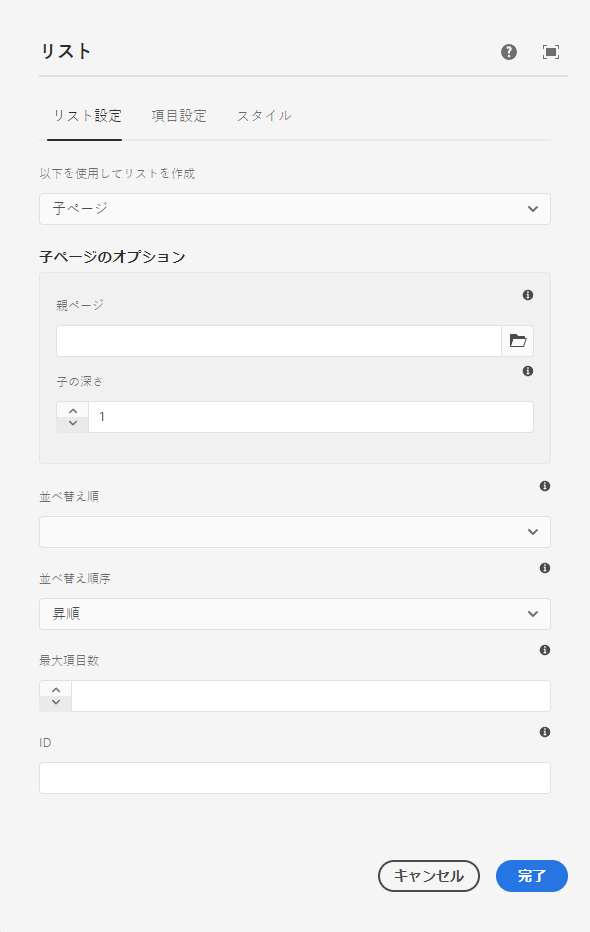 リスト
リスト設定 項目設定 スタイル
以下を使用してリストを作成
子ページ
子ページのオプション
親ページ
子の深さ
1
並べ替え順
並べ替え順序
昇順
最大項目数
ID
キャンセル 完了